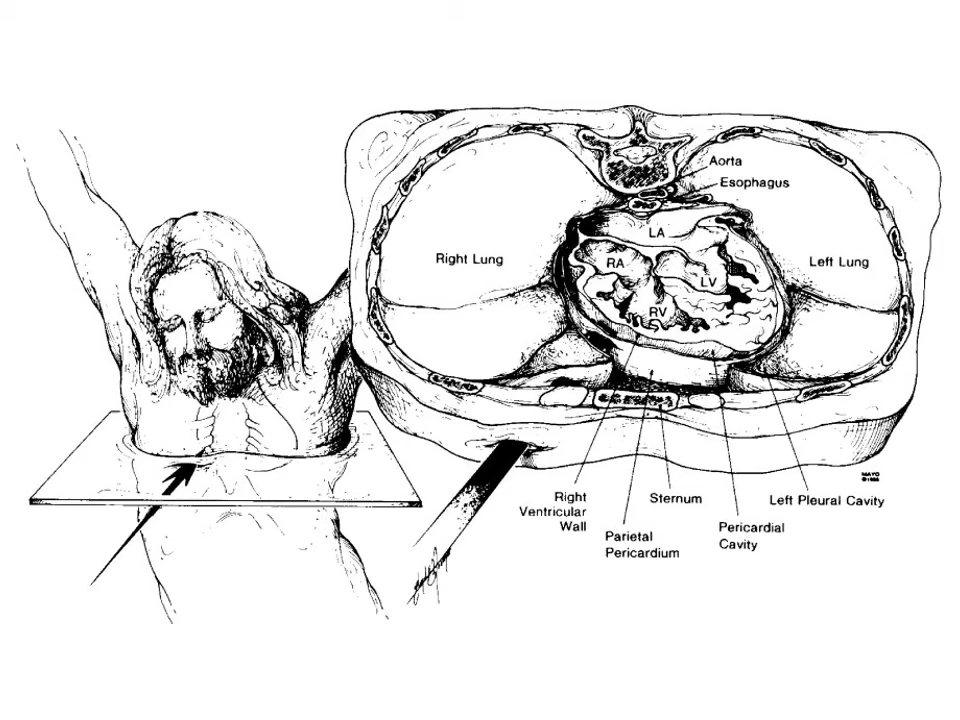 Aorta
Esophagus
LA
Right Lung
RA
Left Lung
LV
RV
MAYO
Right
Ventricular
Wall
Sternum
Left Pleural Cavity
Parietal
Pericardium
Pericardial
Cavity